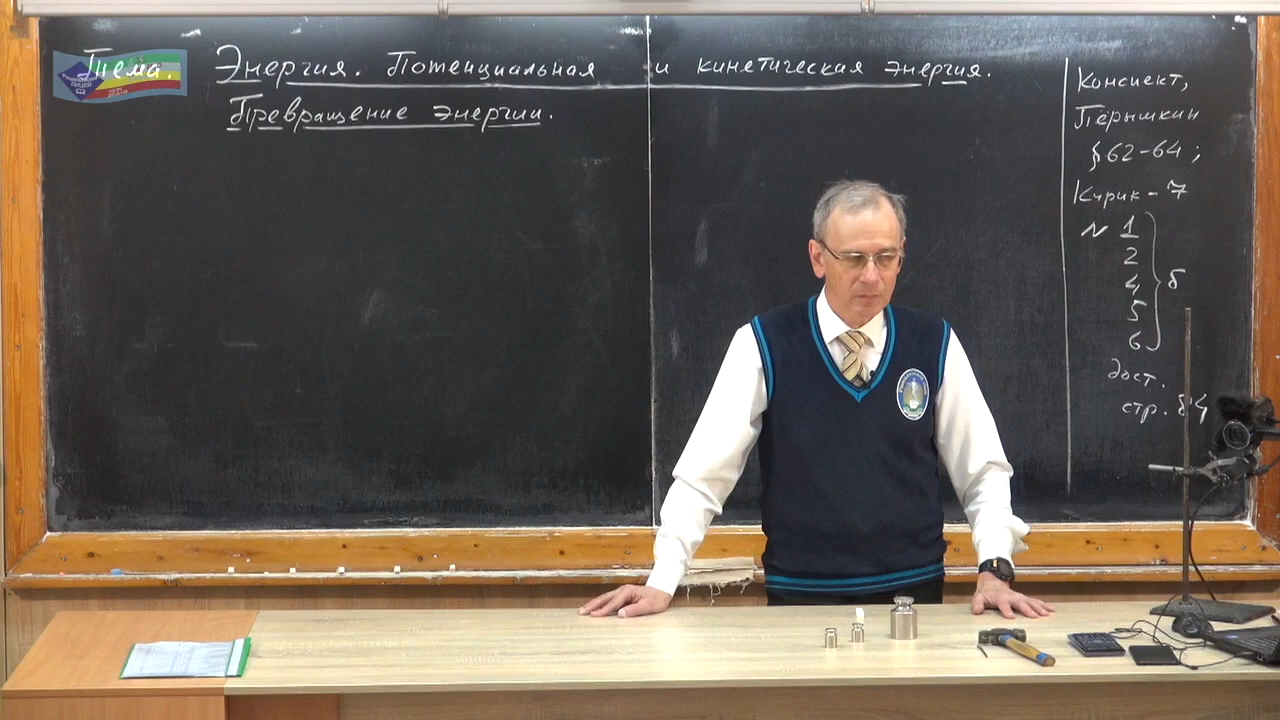 Тема. Энергия. Потенциальная и кинетическая энергия.
Превращение энергии.
Конспект,
Пёрышкин
§ 62-64;
Кирик - 7
№ 1
2
4
5
6
б
дост.
стр. 84